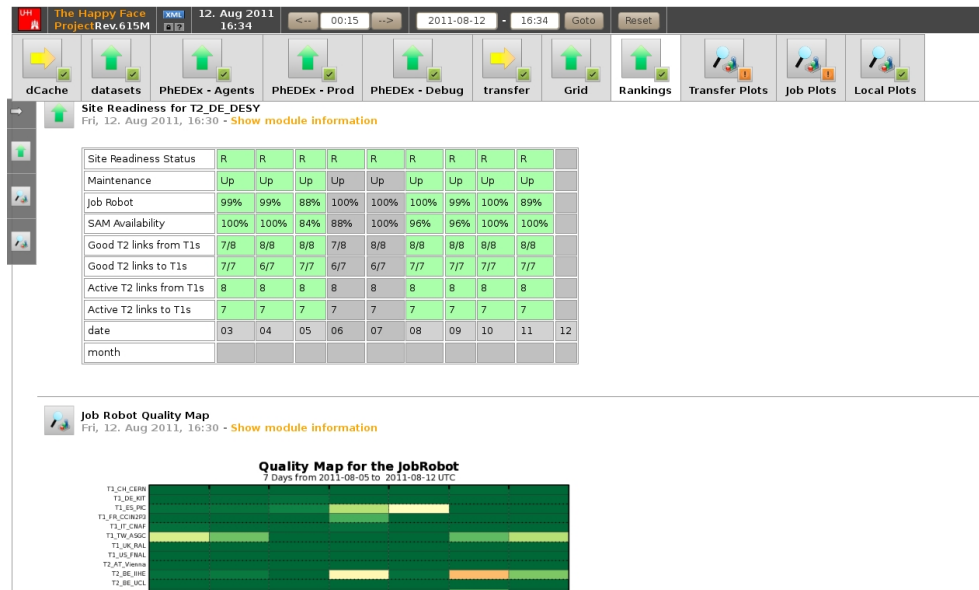 UH The Happy Face XML 12. Aug 2011 <-- 00:15 --> 2011-08-12 - 16:34 Goto Reset
ProjectRev.615M 16:34
dCache datasets PhEDEx - Agents PhEDEx - Prod PhEDEx - Debug transfer Grid Rankings Transfer Plots Job Plots Local Plots
Site Readiness for T2_DE_DESY
Fri, 12. Aug 2011, 16:30 - Show module information
Site Readiness Status R R R R R R R R R
Maintenance Up Up Up Up Up Up Up Up Up
Job Robot 99% 99% 88% 100% 100% 100% 99% 100% 89%
SAM Availability 100% 100% 84% 88% 100% 96% 96% 100% 100%
Good T2 links from T1s 7/8 8/8 8/8 7/8 8/8 8/8 8/8 8/8 8/8
Good T2 links to T1s 7/7 6/7 7/7 6/7 6/7 7/7 7/7 7/7 7/7
Active T2 links from T1s 8 8 8 8 8 8 8 8 8
Active T2 links to T1s 7 7 7 7 7 7 7 7 7
date 03 04 05 06 07 08 09 10 11 12
month
Job Robot Quality Map
Fri, 12. Aug 2011, 16:30 - Show module information
Quality Map for the JobRobot
7 Days from 2011-08-05 to 2011-08-12 UTC
T1_CH_CERN
T1_DE_KIT
T1_ES_PIC
T1_FR_CCIN2P3
T1_IT_CNAF
T1_TW_ASGC
T1_UK_RAL
T1_US_FNAL
T2_AT_Vienna
T2_BE_IIHE
T2_BE_UCL